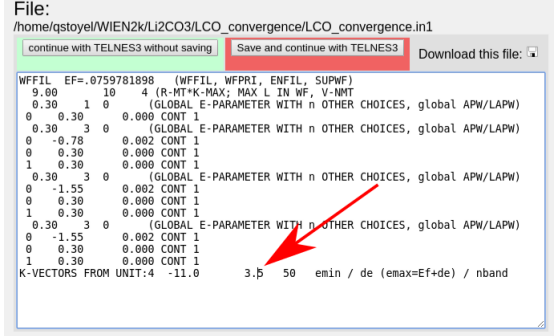 File:
/home/qstoyel/WIEN2k/Li2CO3/LCO_convergence/LCO_convergence.in1
continue with TELNES3 without saving Save and continue with TELNES3 Download this file:
WFFIL EF=.0759781898 (WFFIL, WFPRI, ENFIL, SUPWF)
9.00 10 4 (R-MT*K-MAX; MAX L IN WF, V-NMT
0.30 1 0 (GLOBAL E-PARAMETER WITH n OTHER CHOICES, global APW/LAPW)
0 0.30 0.000 CONT 1
0.30 3 0 (GLOBAL E-PARAMETER WITH n OTHER CHOICES, global APW/LAPW)
0 -0.78 0.002 CONT 1
0 0.30 0.000 CONT 1
1 0.30 0.000 CONT 1
0.30 3 0 (GLOBAL E-PARAMETER WITH n OTHER CHOICES, global APW/LAPW)
0 -1.55 0.002 CONT 1
0 0.30 0.000 CONT 1
1 0.30 0.000 CONT 1
0.30 3 0 (GLOBAL E-PARAMETER WITH n OTHER CHOICES, global APW/LAPW)
0 -1.55 0.002 CONT 1
0 0.30 0.000 CONT 1
1 0.30 0.000 CONT 1
K-VECTORS FROM UNIT:4 -11.0 3.5 50 emin / de (emax=Ef+de) / nband